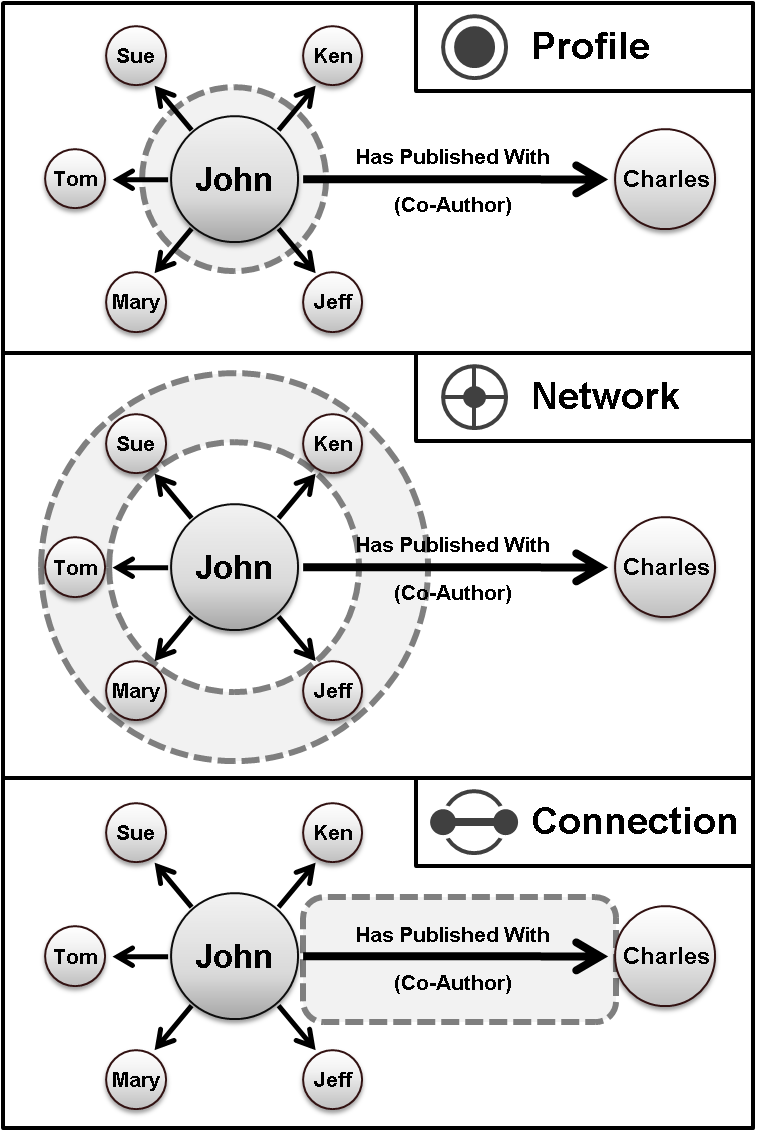 Profile
Sue
Ken
Has Published With
Tom
John
Charles
(Co-Author)
Mary
Jeff
Network
Sue
Ken
Has Published With
Tom
John
Charles
(Co-Author)
Mary
Jeff
Connection
Sue
Ken
Has Published With
Tom
John
Charles
(Co-Author)
Mary
Jeff